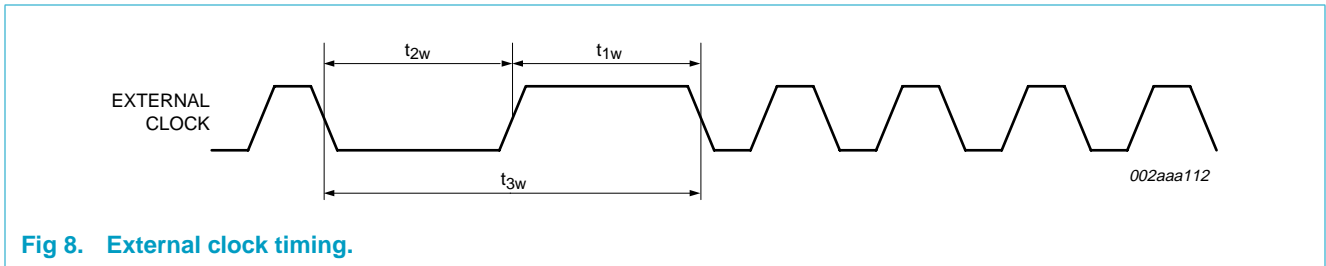 t2w
t1w
EXTERNAL
CLOCK
t3w
002aaa112
Fig 8. External clock timing.